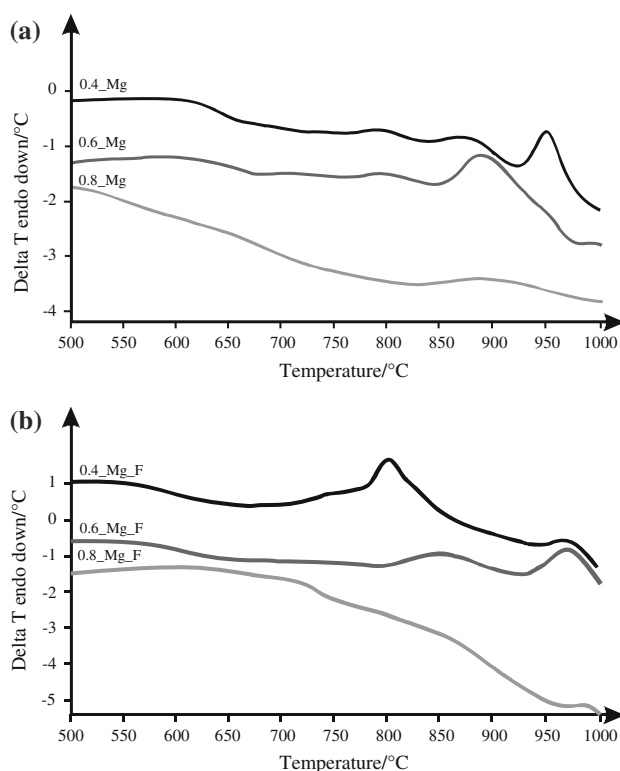 (a)
0
-1
-2
-3
-4
Delta T endo down/°C
0.4_Mg
0.6_Mg
0.8_Mg
500 550 600 650 700 750 800 850 900 950 1000
Temperature/°C
(b)
1
0
-1
-2
-3
-4
-5
Delta T endo down/°C
0.4_Mg_F
0.6_Mg_F
0.8_Mg_F
500 550 600 650 700 750 800 850 900 950 1000
Temperature/°C